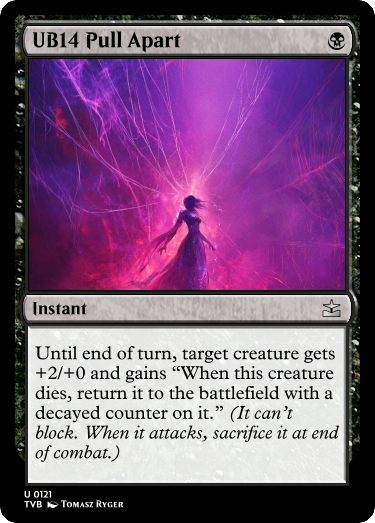 UB14 Pull Apart
Instant
Until end of turn, target creature gets
+2/+0 and gains “When this creature
dies, return it to the battlefield with a
decayed counter on it.” (It can’t
block. When it attacks, sacrifice it at end
of combat.)
U 0121
TVB Tomasz Ryger